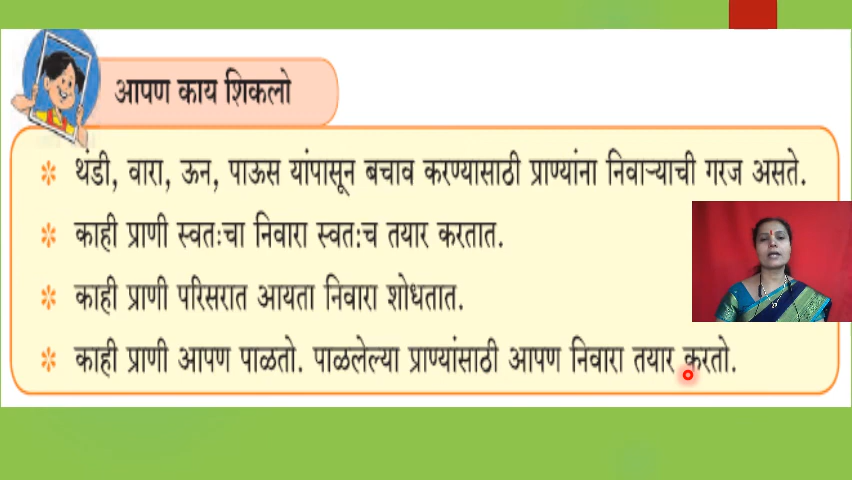 आपण काय शिकलो
* थंडी, वारा, ऊन, पाऊस यांपासून बचाव करण्यासाठी प्राण्यांना निवाऱ्याची गरज असते.
* काही प्राणी स्वतःचा निवारा स्वतःच तयार करतात.
* काही प्राणी परिसरात आयता निवारा शोधतात.
* काही प्राणी आपण पाळतो. पाळलेल्या प्राण्यांसाठी आपण निवारा तयार करतो.